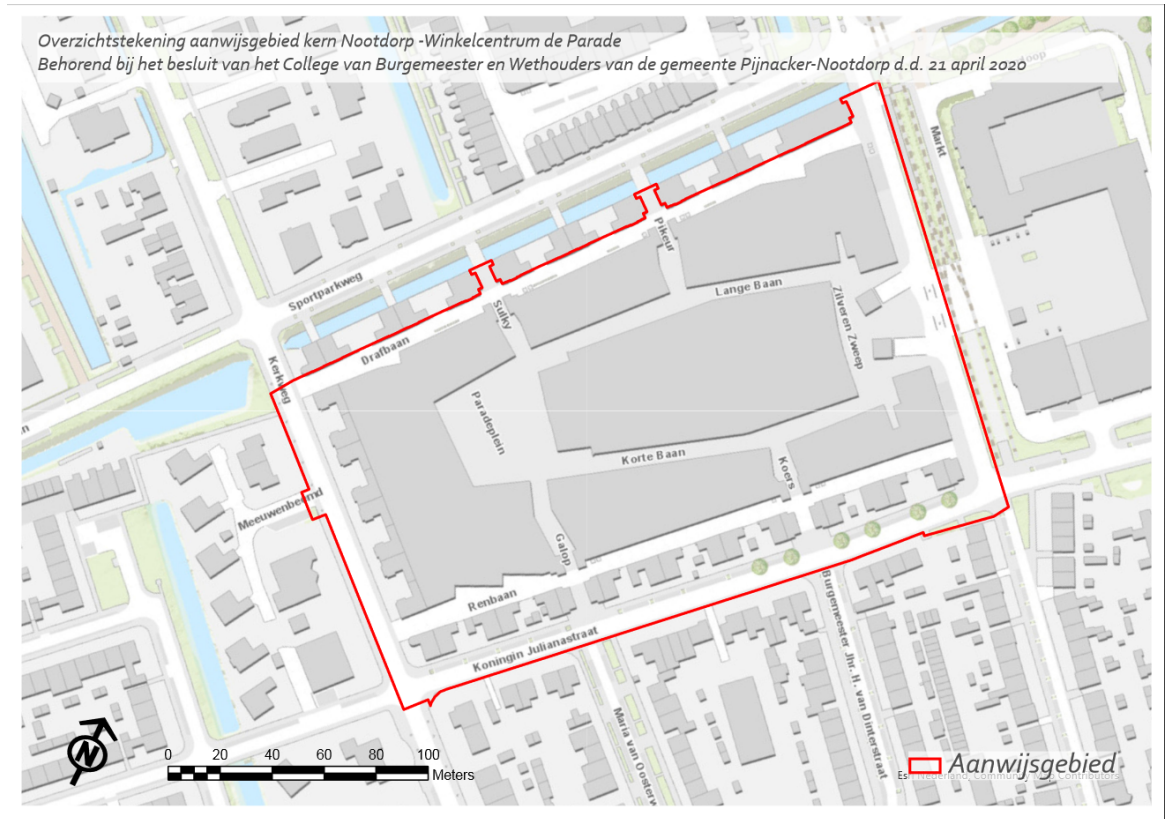 Overzichtstekening aanwijsgebied kern Nootdorp -Winkelcentrum de Parade
Behorend bij het besluit van het College van Burgemeester en Wethouders van de gemeente Pijnacker-Nootdorp d.d. 21 april 2020
Markt
Pikeur
Sportparkweg
Lange Baan
Zilveren Zweep
Sulky
Drafbaan
Kerkweg
Paradeplein
Korte Baan
Koers
Meeuwenbeemd
Galop
Renbaan
Koningin Julianastraat
Burgemeester Jhr. H. van Dinterstraat
Maria van Oosterw
N
0 20 40 60 80 100
Meters
Aanwijsgebied
Contributors